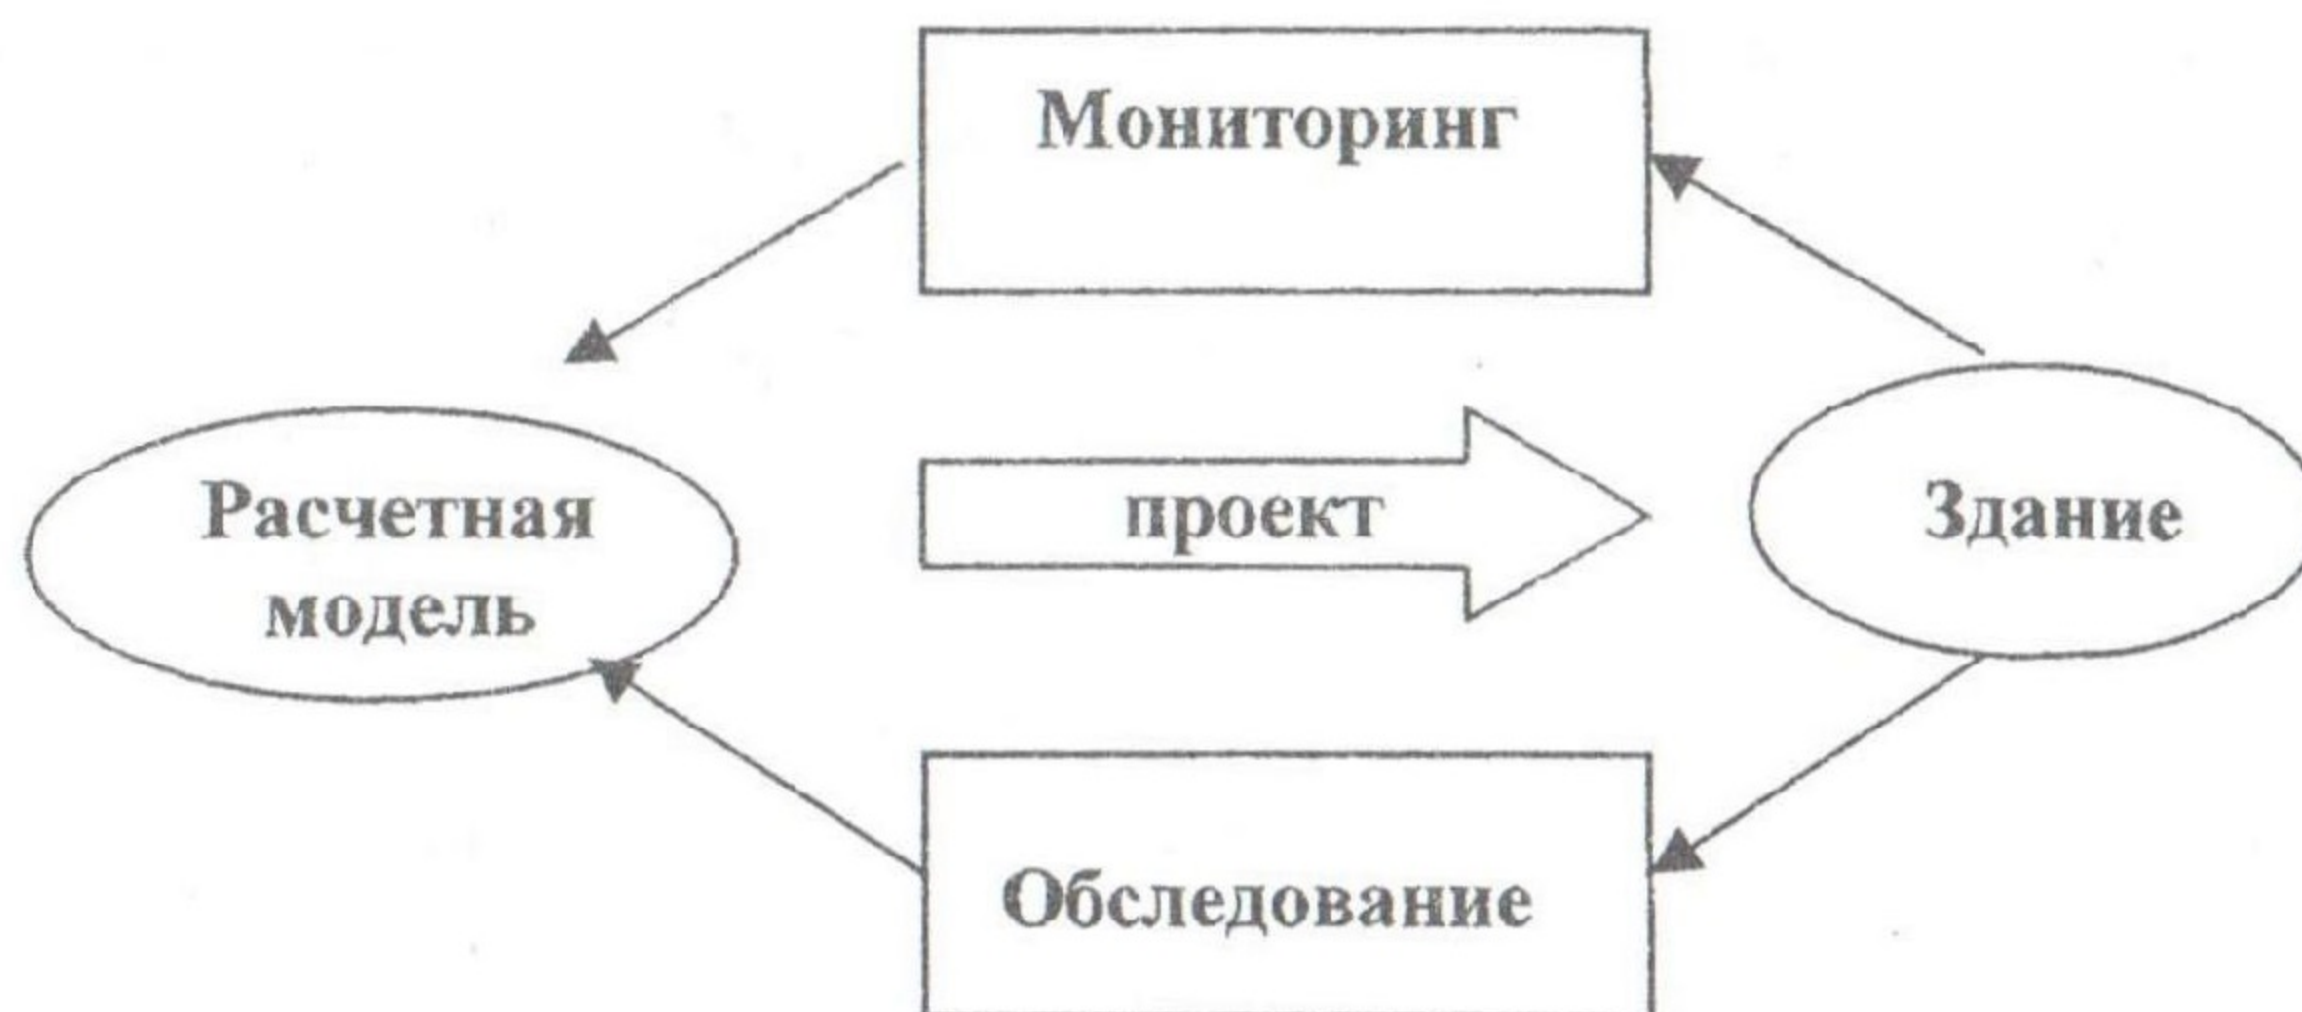 Мониторинг
Расчетная
модель
проект
Здание
Обследование